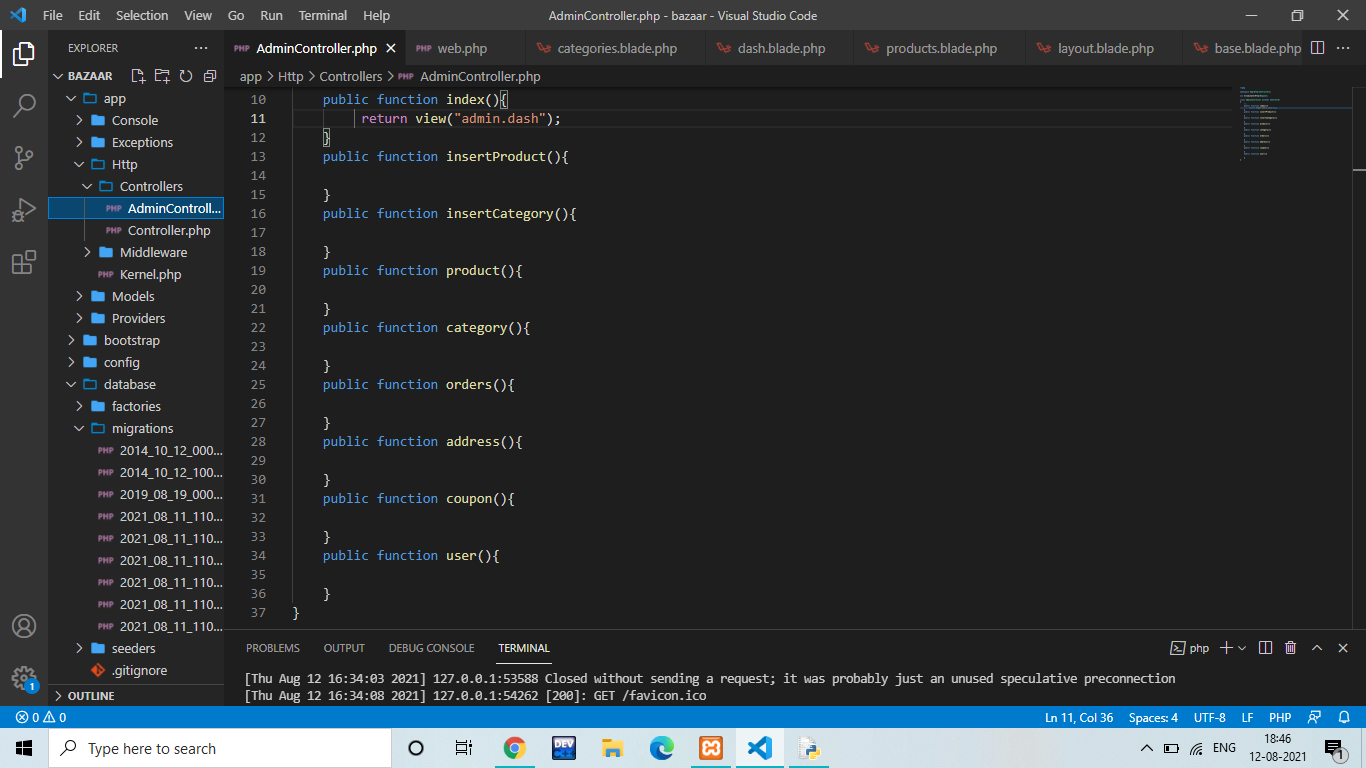 File Edit Selection View Go Run Terminal Help AdminController.php - bazaar - Visual Studio Code
EXPLORER ···
BAZAAR
app
Console
Exceptions
Http
Controllers
PHP AdminControll...
PHP Controller.php
Middleware
PHP Kernel.php
Models
Providers
bootstrap
config
database
factories
migrations
PHP 2014_10_12_000...
PHP 2014_10_12_100...
PHP 2019_08_19_000...
PHP 2021_08_11_110...
PHP 2021_08_11_110...
PHP 2021_08_11_110...
PHP 2021_08_11_110...
PHP 2021_08_11_110...
PHP 2021_08_11_110...
seeders
.gitignore
OUTLINE
PHP AdminController.php PHP web.php categories.blade.php dash.blade.php products.blade.php layout.blade.php base.blade.php ···
app > Http > Controllers > PHP AdminController.php
10 public function index(){
11 return view("admin.dash");
12 }
13 public function insertProduct(){
14
15 }
16 public function insertCategory(){
17
18 }
19 public function product(){
20
21 }
22 public function category(){
23
24 }
25 public function orders(){
26
27 }
28 public function address(){
29
30 }
31 public function coupon(){
32
33 }
34 public function user(){
35
36 }
37 }
PROBLEMS OUTPUT DEBUG CONSOLE TERMINAL php
[Thu Aug 12 16:34:03 2021] 127.0.0.1:53588 Closed without sending a request; it was probably just an unused speculative preconnection
[Thu Aug 12 16:34:08 2021] 127.0.0.1:54262 [200]: GET /favicon.ico
1
0 0 Ln 11, Col 36 Spaces: 4 UTF-8 LF PHP
Type here to search
DEV
ENG
18:46
12-08-2021
1